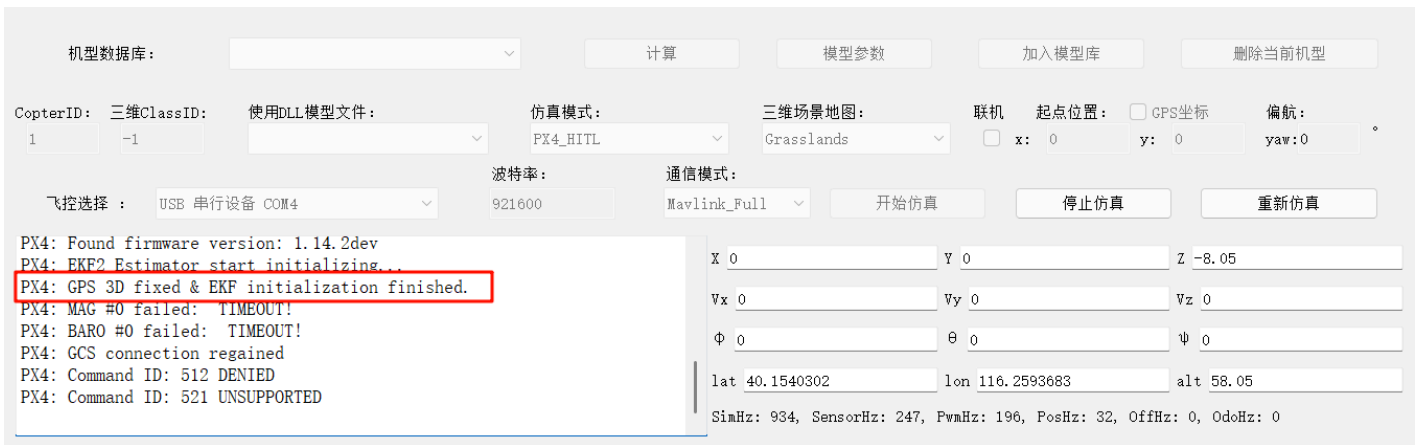 机型数据库： 计算 模型参数 加入模型库 删除当前机型
CopterID: 三维ClassID: 使用DLL模型文件： 仿真模式： 三维场景地图： 联机 起点位置： GPS坐标 偏航：
1 -1 PX4_HITL Grasslands x: 0 y: 0 yaw:0 °
波特率： 通信模式：
飞控选择 ： USB 串行设备 COM4 921600 Mavlink_Full 开始仿真 停止仿真 重新仿真
PX4: Found firmware version: 1.14.2dev
PX4: EKF2 Estimator start initializing...
PX4: GPS 3D fixed & EKF initialization finished.
PX4: MAG #0 failed:  TIMEOUT!
PX4: BARO #0 failed:  TIMEOUT!
PX4: GCS connection regained
PX4: Command ID: 512 DENIED
PX4: Command ID: 521 UNSUPPORTED
X 0 Y 0 Z -8.05
Vx 0 Vy 0 Vz 0
Φ 0 θ 0 ψ 0
lat 40.1540302 lon 116.2593683 alt 58.05
SimHz: 934, SensorHz: 247, PwmHz: 196, PosHz: 32, OffHz: 0, OdoHz: 0